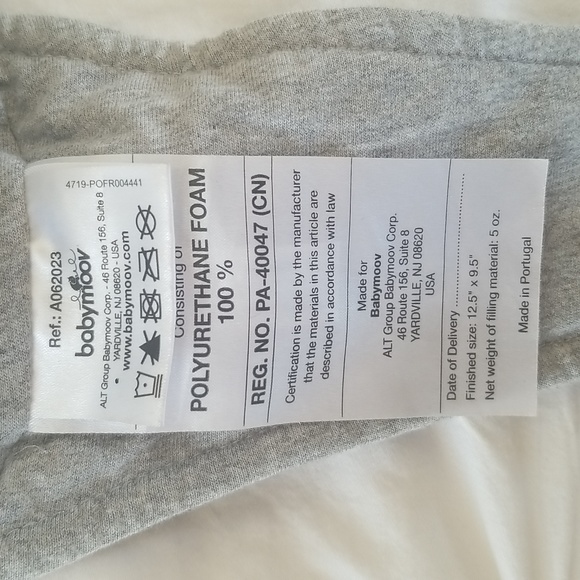 4719-POFR004441
Ref.: A062023
babymoov
ALT Group Babymoov Corp. - 46 Route 156, Suite 8
YARDVILLE, NJ 08620 - USA
www.babymoov.com
Consisting of
POLYURETHANE FOAM
100 %
REG. NO. PA-40047 (CN)
Certification is made by the manufacturer
that the materials in this article are
described in accordance with law
Made for
Babymoov
ALT Group Babymoov Corp.
46 Route 156, Suite 8
YARDVILLE, NJ 08620
USA
Date of Delivery ........................
Finished size: 12.5" x 9.5"
Net weight of filling material: 5 oz.
Made in Portugal